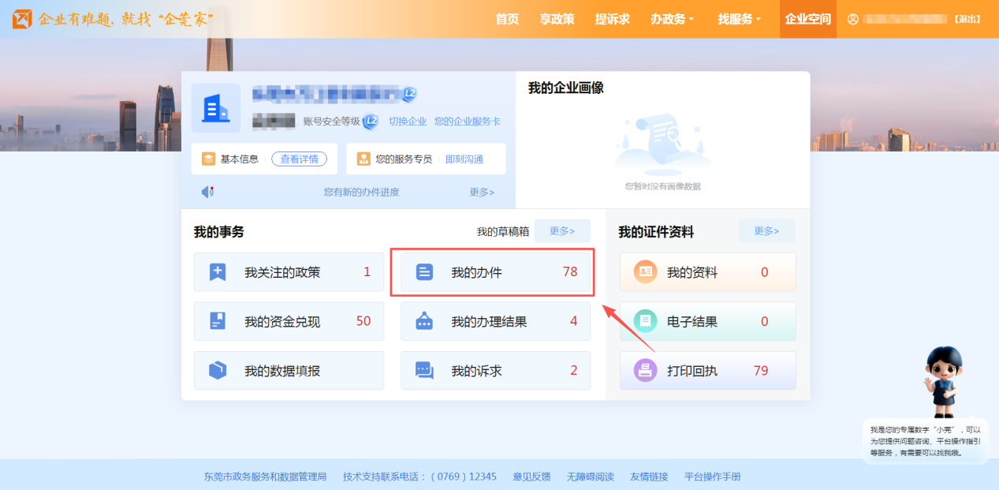 企业有难题，就找“企莞家”
首页 享政策 提诉求 办政务 找服务 企业空间 【退出】
L2
账号安全等级 L2 切换企业 您的企业服务卡
基本信息 查看详情 您的服务专员 即刻沟通
您有新的办件进度 更多>
我的企业画像
您暂时没有画像数据
我的事务 我的草稿箱 更多>
我关注的政策 1 我的办件 78
我的资金兑现 50 我的办理结果 4
我的数据填报 我的诉求 2
我的证件资料 更多>
我的资料 0
电子结果 0
打印回执 79
我是您的专属数字“小莞”，可以
为您提供问题咨询、平台操作指引
等服务，有需要可以找我哦。
东莞市政务服务和数据管理局 技术支持联系电话：（0769）12345 意见反馈 无障碍阅读 友情链接 平台操作手册